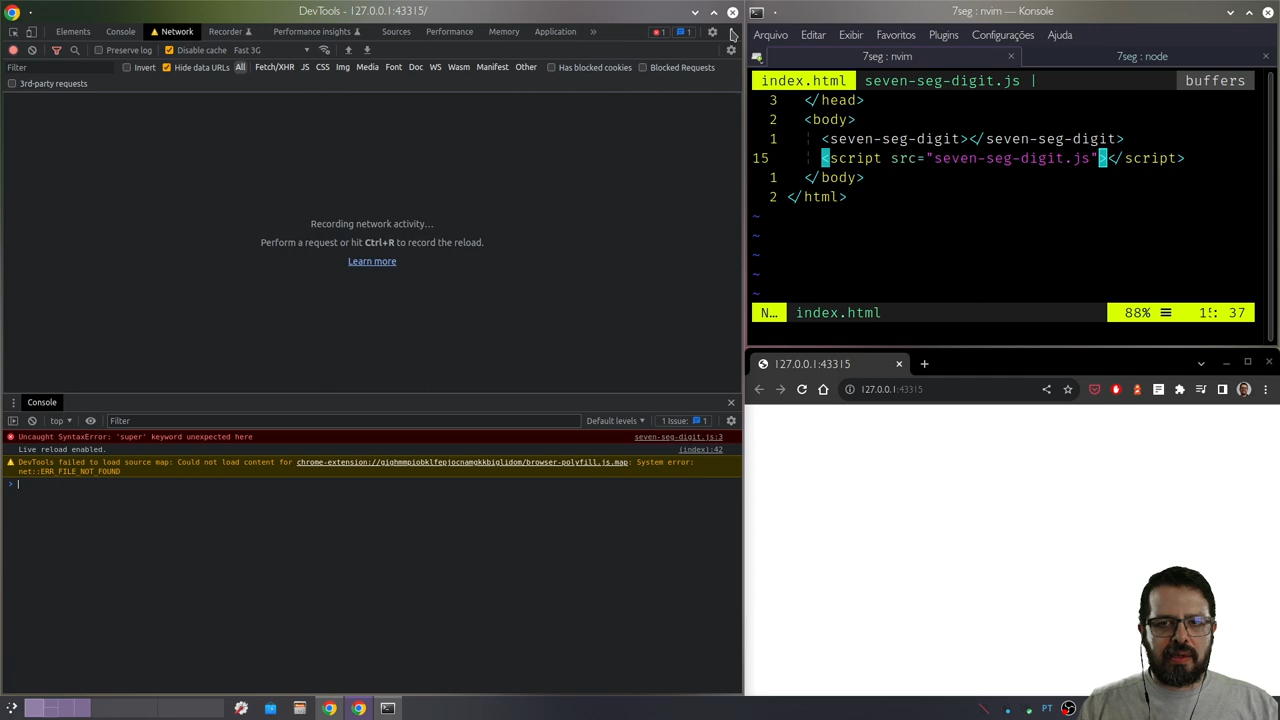 DevTools - 127.0.0.1:43315/
Elements Console Network Recorder Performance insights Sources Performance Memory Application » 1 1
Preserve log Disable cache Fast 3G
Filter Invert Hide data URLs All Fetch/XHR JS CSS Img Media Font Doc WS Wasm Manifest Other Has blocked cookies Blocked Requests
3rd-party requests
Recording network activity…
Perform a request or hit Ctrl+R to record the reload.
Learn more
Console
top Filter Default levels 1 Issue: 1
Uncaught SyntaxError: 'super' keyword unexpected here seven-seg-digit.js:3
Live reload enabled. (index):42
DevTools failed to load source map: Could not load content for chrome-extension://gighmmpiobklfepjocnamgkkbiglidom/browser-polyfill.js.map: System error:
net::ERR_FILE_NOT_FOUND
>
7seg : nvim — Konsole
Arquivo Editar Exibir Favoritos Plugins Configurações Ajuda
7seg : nvim 7seg : node
index.html seven-seg-digit.js | buffers
3 </head>
2 <body>
1 <seven-seg-digit></seven-seg-digit>
15 <script src="seven-seg-digit.js"></script>
1 </body>
2 </html>
~
~
~
~
~
N… index.html 88% ☰ 15: 37
127.0.0.1:43315
127.0.0.1:43315
PT